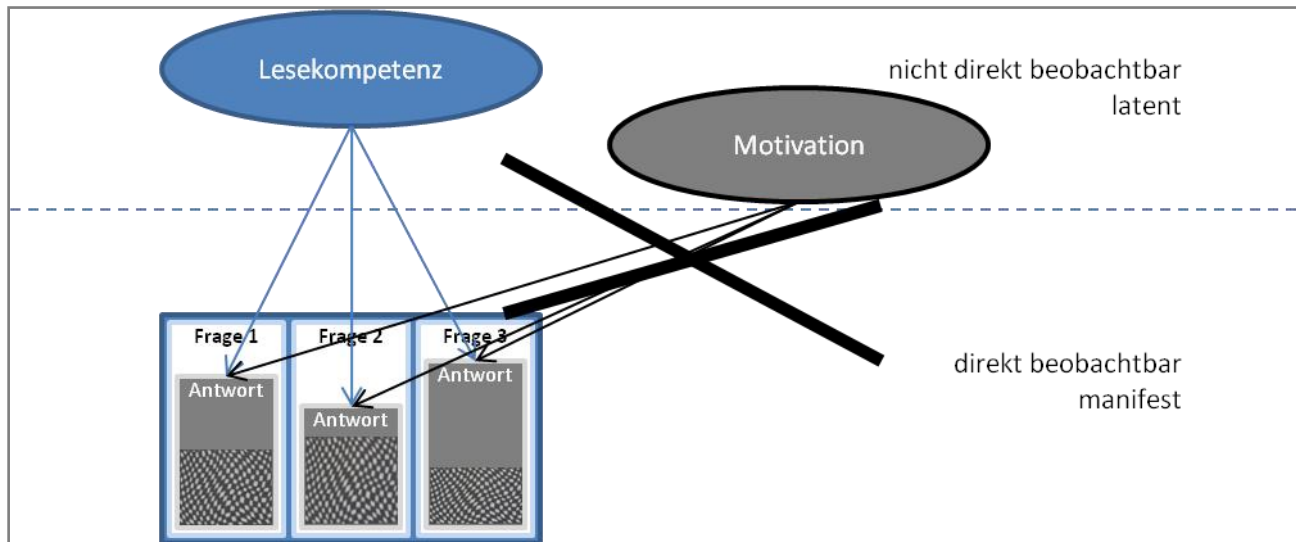 Lesekompetenz
nicht direkt beobachtbar
latent
Motivation
Frage 1
Frage 2
Frage 3
Antwort
Antwort
Antwort
direkt beobachtbar
manifest